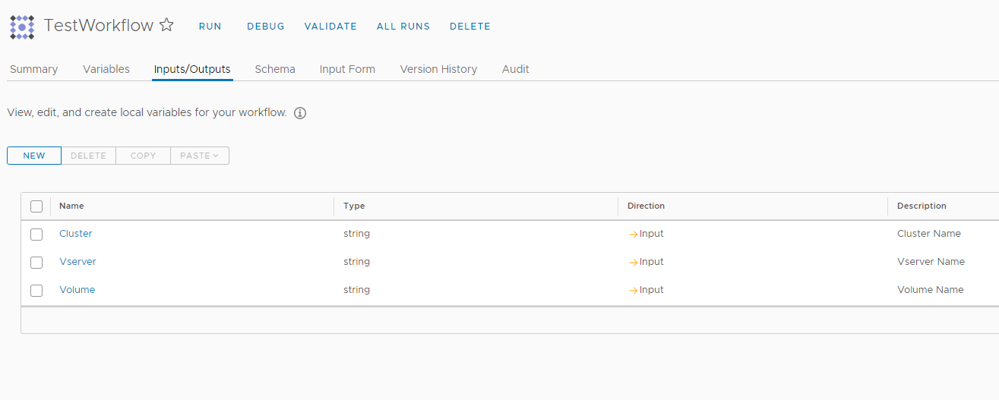 TestWorkflow RUN DEBUG VALIDATE ALL RUNS DELETE
Summary Variables Inputs/Outputs Schema Input Form Version History Audit
View, edit, and create local variables for your workflow.
NEW DELETE COPY PASTE
Name Type Direction Description
Cluster string Input Cluster Name
Vserver string Input Vserver Name
Volume string Input Volume Name